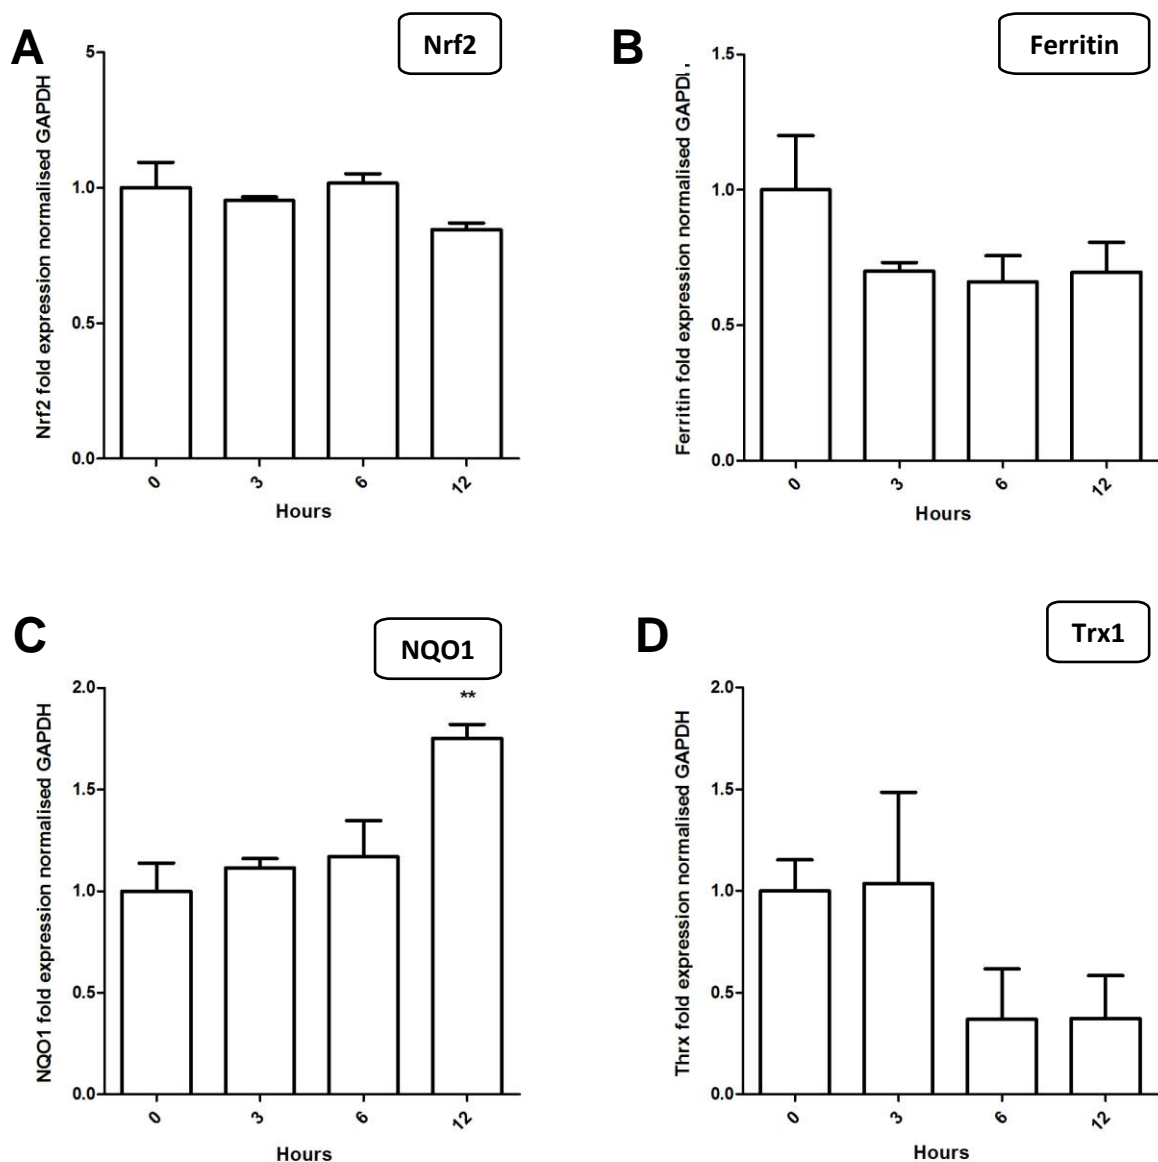 A
Nrf2
Nrf2 fold expression normalised GAPDH
5
1.0
0.5
0.0
0 3 6 12
Hours
B
Ferritin
Ferritin fold expression normalised
1.5
1.0
0.5
0.0
0 3 6 12
Hours
C
NQO1
NQO1 fold expression normalised GAPDH
2.0
1.5
1.0
0.5
0.0
**
0 3 6 12
Hours
D
Trx1
Thrx fold expression normalised GAPDH
2.0
1.5
1.0
0.5
0.0
0 3 6 12
Hours